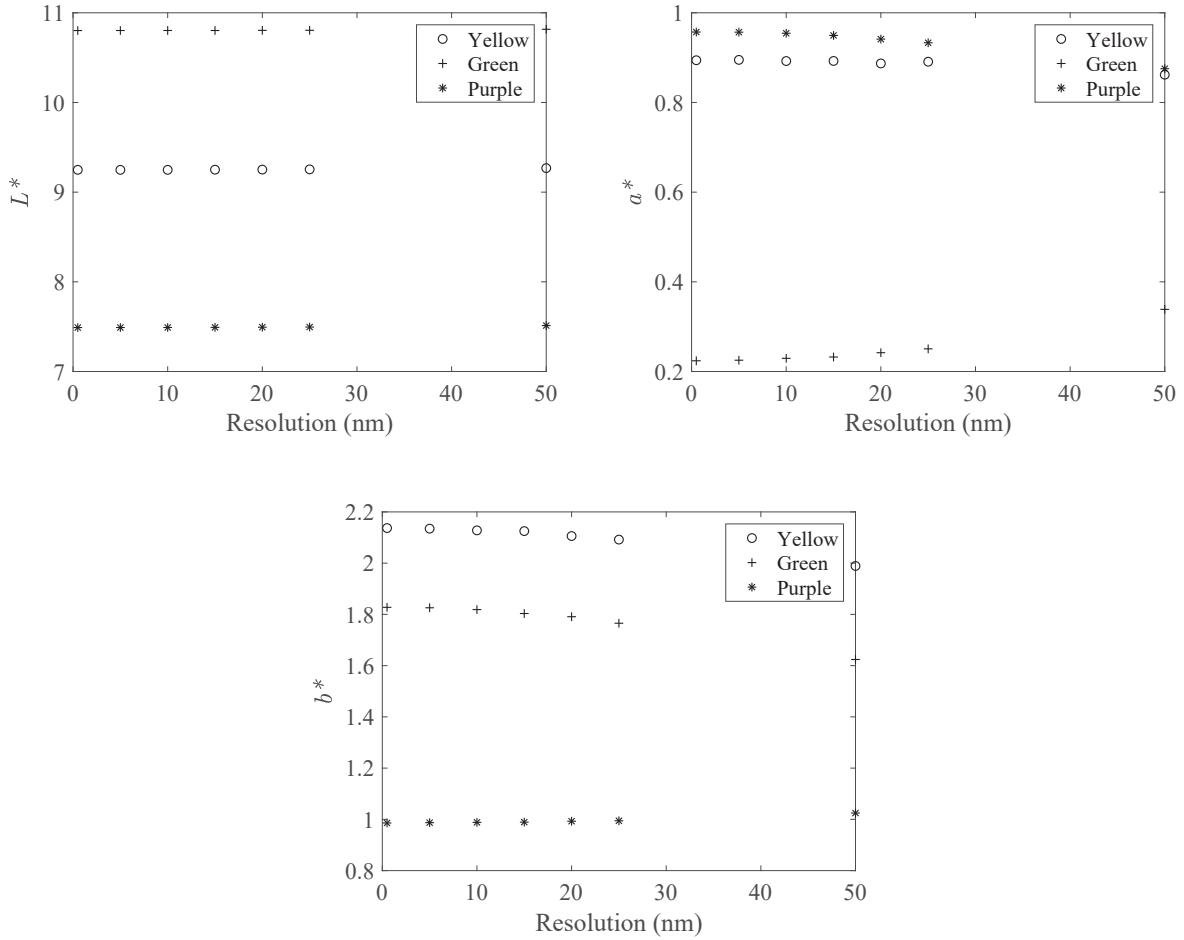 11
10
9
8
7
L*
0 10 20 30 40 50
Resolution (nm)
Yellow
Green
Purple
1
0.8
0.6
0.4
0.2
a*
0 10 20 30 40 50
Resolution (nm)
Yellow
Green
Purple
2.2
2
1.8
1.6
1.4
1.2
1
0.8
b*
0 10 20 30 40 50
Resolution (nm)
Yellow
Green
Purple